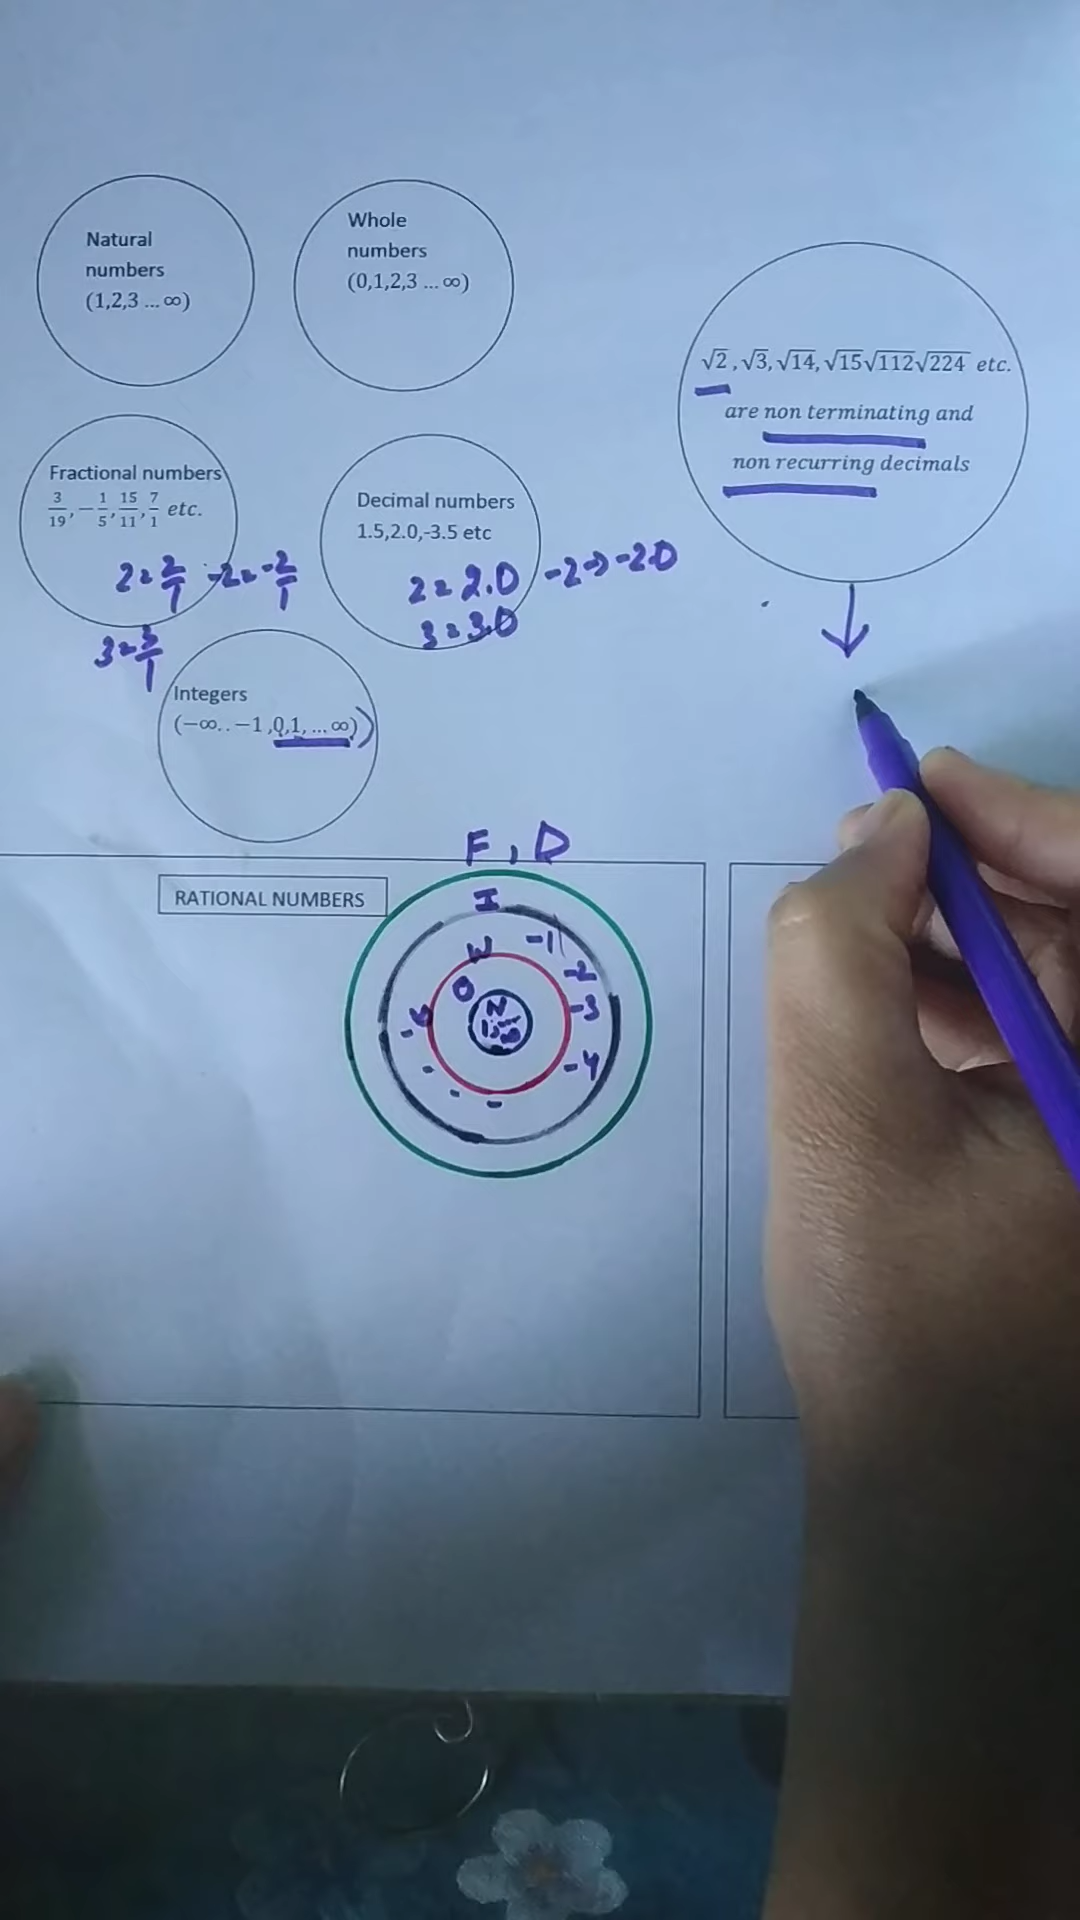 Natural
numbers
(1,2,3 ... ∞)
Whole
numbers
(0,1,2,3 ... ∞)
√2 , √3, √14, √15√112√224 etc.
are non terminating and
non recurring decimals
Fractional numbers
3/19, -1/5, 15/11, 7/1 etc.
2=2/1 -2=-2/1
3=3/1
Decimal numbers
1.5,2.0,-3.5 etc
2=2.0 -2→-2.0
3=3.0
Integers
(-∞..-1,0,1,...∞)
F, D
RATIONAL NUMBERS
I
W -1
-2
0 N -3
-4